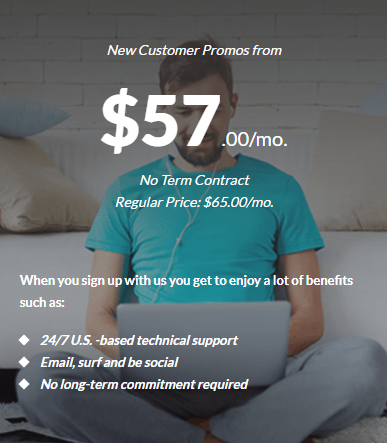 New Customer Promos from
$57.00/mo.
No Term Contract
Regular Price: $65.00/mo.
When you sign up with us you get to enjoy a lot of benefits
such as:
24/7 U.S. -based technical support
Email, surf and be social
No long-term commitment required